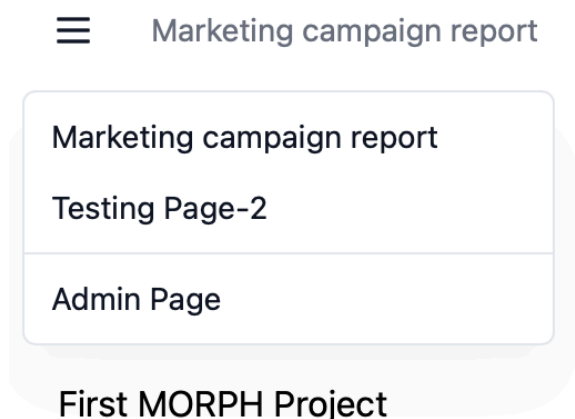 Marketing campaign report
Marketing campaign report
Testing Page-2
Admin Page
First MORPH Project